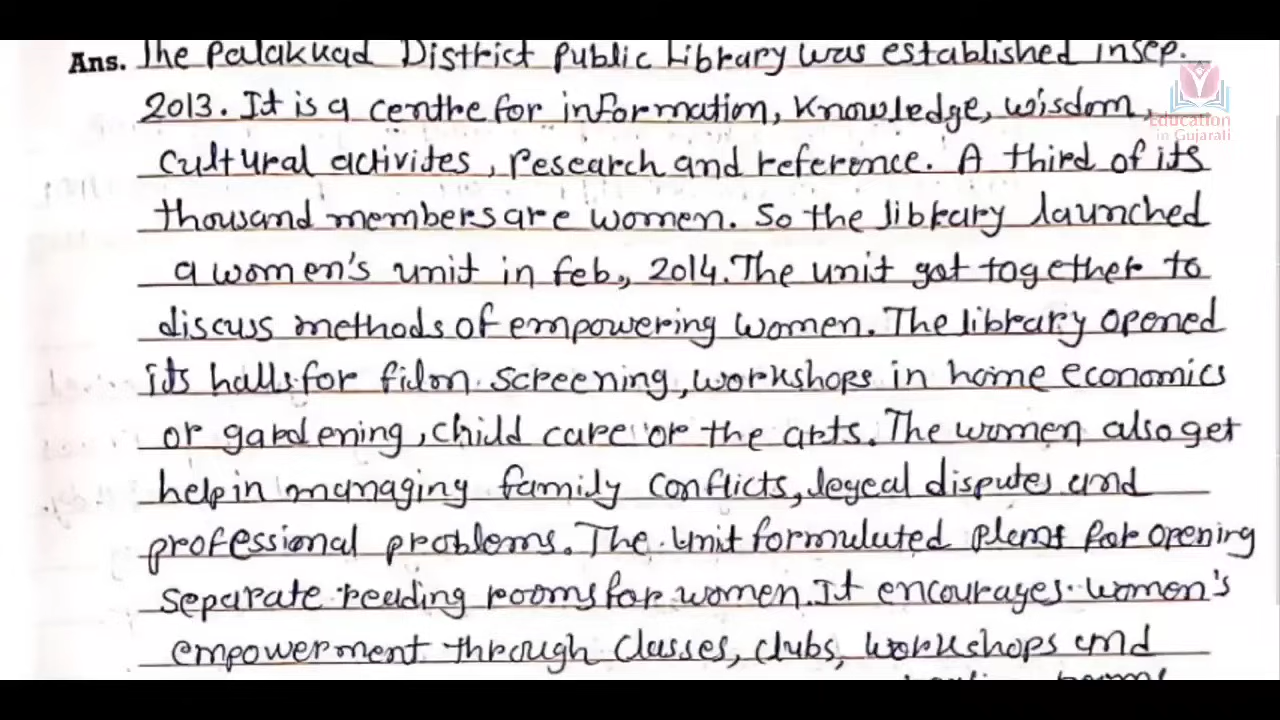 Ans. The Palakkad District Public Library was established in sep.
2013. It is a centre for information, knowledge, wisdom,
Education
in Gujarali
cultural activites, research and reference. A third of its
thousand members are women. So the library launched
a women's unit in feb, 2014. The unit got together to
discuss methods of empowering women. The library opened
its halls for film screening, workshops in home economics
or gardening, child care or the arts. The women also get
help in managing family conflicts, legeal disputes and
professional problems. The unit formulated plans for opening
separate reading rooms for women. It encourages women's
empowerment through classes, clubs, workshops and